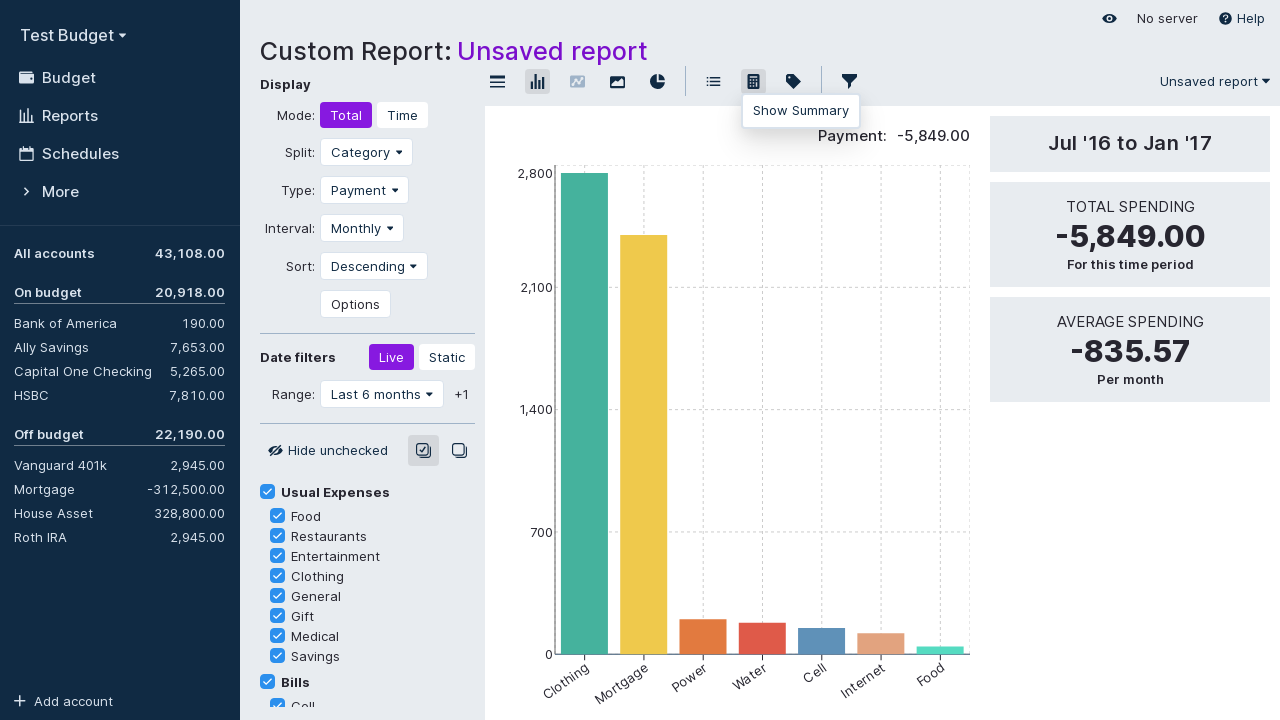 Test Budget
Budget
Reports
Schedules
More
All accounts 43,108.00
On budget 20,918.00
Bank of America 190.00
Ally Savings 7,653.00
Capital One Checking 5,265.00
HSBC 7,810.00
Off budget 22,190.00
Vanguard 401k 2,945.00
Mortgage -312,500.00
House Asset 328,800.00
Roth IRA 2,945.00
Add account
No server Help
Custom Report: Unsaved report
Display
Mode: Total Time
Split: Category
Type: Payment
Interval: Monthly
Sort: Descending
Options
Date filters Live Static
Range: Last 6 months +1
Hide unchecked
Usual Expenses
Food
Restaurants
Entertainment
Clothing
General
Gift
Medical
Savings
Bills
Cell
Unsaved report
Show Summary
Payment: -5,849.00
2,800
2,100
1,400
700
0
Clothing Mortgage Power Water Cell Internet Food
Jul '16 to Jan '17
TOTAL SPENDING
-5,849.00
For this time period
AVERAGE SPENDING
-835.57
Per month